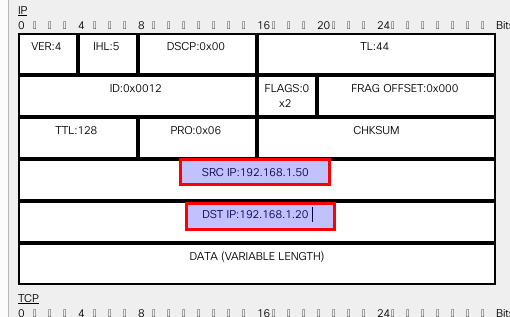 IP
0 4 8 16 20 24 Bits
VER:4 IHL:5 DSCP:0x00 TL:44
ID:0x0012 FLAGS:0
x2 FRAG OFFSET:0x000
TTL:128 PRO:0x06 CHKSUM
SRC IP:192.168.1.50
DST IP:192.168.1.20
DATA (VARIABLE LENGTH)
TCP
0 4 8 16 24 Bits